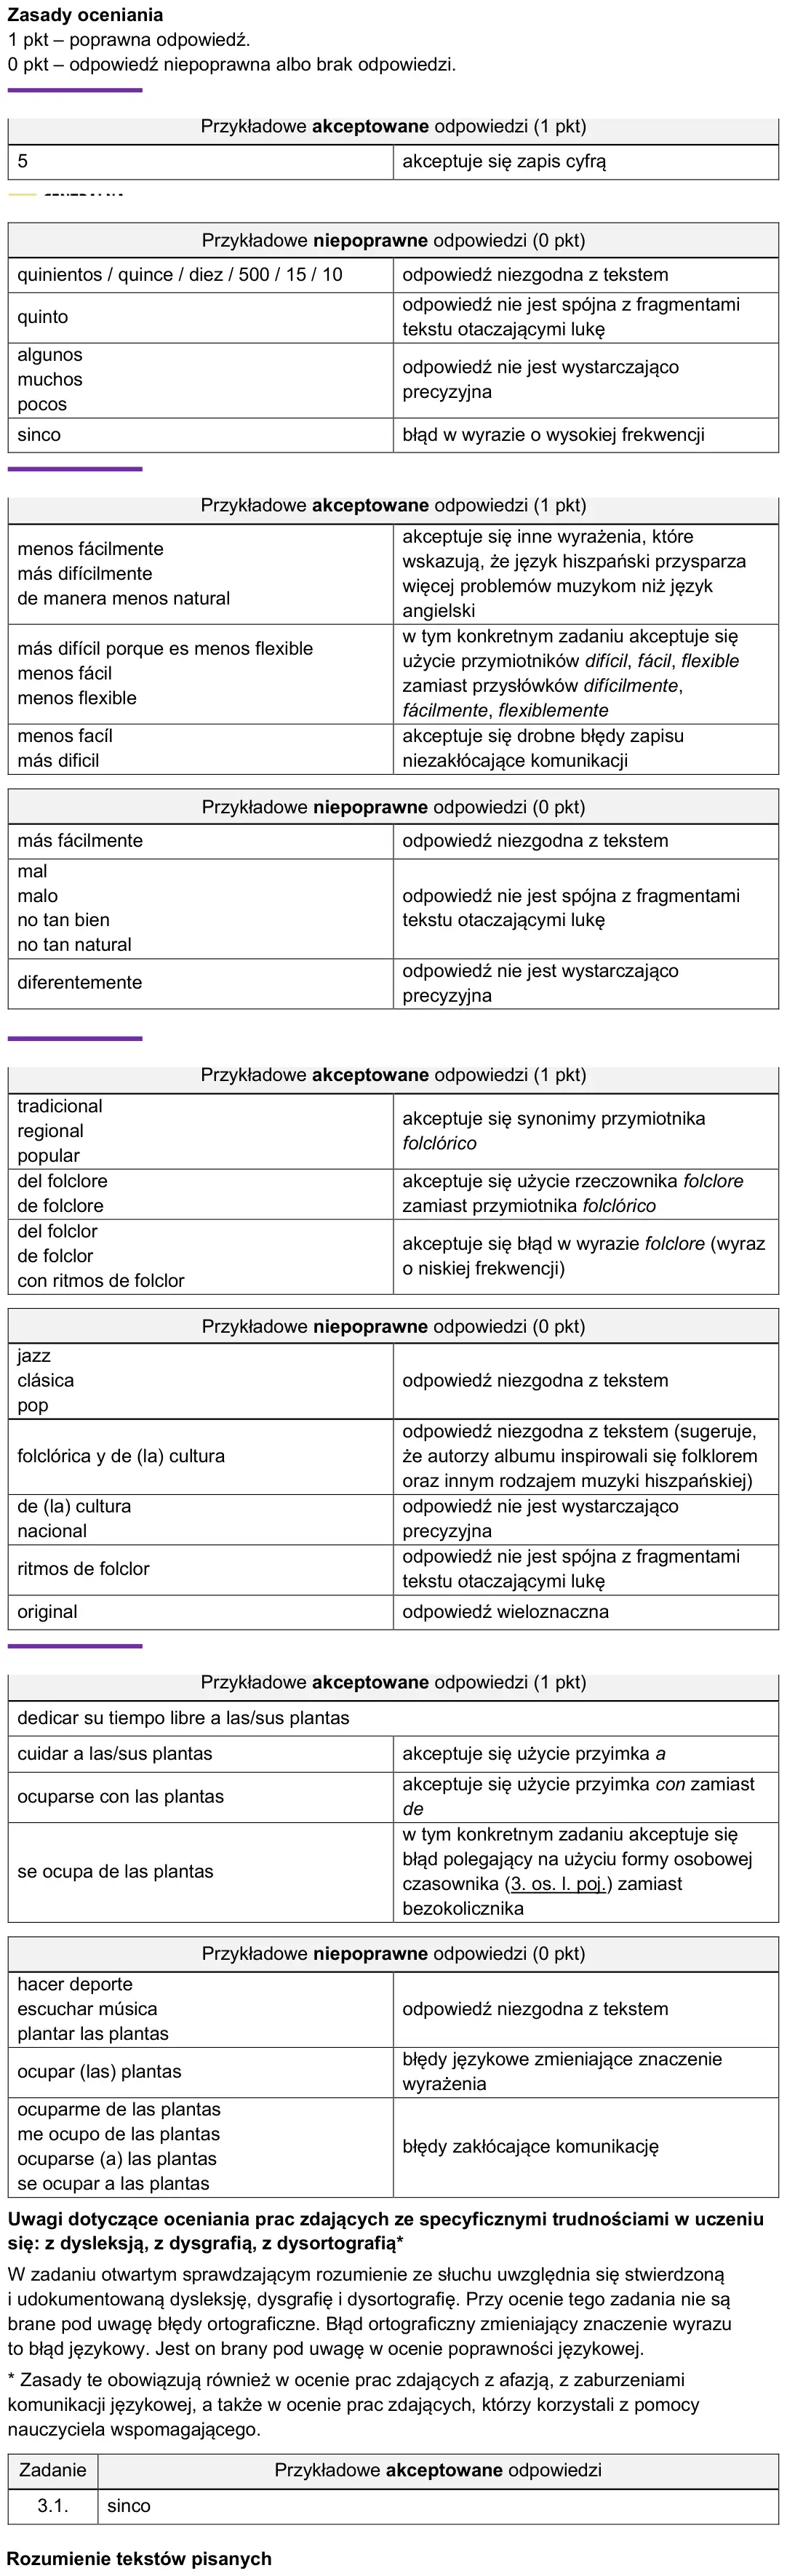 Zasady oceniania
1 pkt – poprawna odpowiedź.
0 pkt – odpowiedź niepoprawna albo brak odpowiedzi.
Przykładowe akceptowane odpowiedzi (1 pkt)
5
akceptuje się zapis cyfrą
Przykładowe niepoprawne odpowiedzi (0 pkt)
quinientos / quince / diez / 500 / 15 / 10
odpowiedź niezgodna z tekstem
quinto
odpowiedź nie jest spójna z fragmentami
tekstu otaczającymi lukę
algunos
muchos
pocos
odpowiedź nie jest wystarczająco
precyzyjna
sinco
błąd w wyrazie o wysokiej frekwencji
Przykładowe akceptowane odpowiedzi (1 pkt)
menos fácilmente
más difícilmente
de manera menos natural
akceptuje się inne wyrażenia, które
wskazują, że język hiszpański przysparza
więcej problemów muzykom niż język
angielski
más difícil porque es menos flexible
menos fácil
menos flexible
w tym konkretnym zadaniu akceptuje się
użycie przymiotników difícil, fácil, flexible
zamiast przysłówków difícilmente,
fácilmente, flexiblemente
menos facíl
más dificil
akceptuje się drobne błędy zapisu
niezakłócające komunikacji
Przykładowe niepoprawne odpowiedzi (0 pkt)
más fácilmente
odpowiedź niezgodna z tekstem
mal
malo
no tan bien
no tan natural
odpowiedź nie jest spójna z fragmentami
tekstu otaczającymi lukę
diferentemente
odpowiedź nie jest wystarczająco
precyzyjna
Przykładowe akceptowane odpowiedzi (1 pkt)
tradicional
regional
popular
akceptuje się synonimy przymiotnika
folclórico
del folclore
de folclore
akceptuje się użycie rzeczownika folclore
zamiast przymiotnika folclórico
del folclor
de folclor
con ritmos de folclor
akceptuje się błąd w wyrazie folclore (wyraz
o niskiej frekwencji)
Przykładowe niepoprawne odpowiedzi (0 pkt)
jazz
clásica
pop
odpowiedź niezgodna z tekstem
folclórica y de (la) cultura
odpowiedź niezgodna z tekstem (sugeruje,
że autorzy albumu inspirowali się folklorem
oraz innym rodzajem muzyki hiszpańskiej)
de (la) cultura
nacional
odpowiedź nie jest wystarczająco
precyzyjna
ritmos de folclor
odpowiedź nie jest spójna z fragmentami
tekstu otaczającymi lukę
original
odpowiedź wieloznaczna
Przykładowe akceptowane odpowiedzi (1 pkt)
dedicar su tiempo libre a las/sus plantas
cuidar a las/sus plantas
akceptuje się użycie przyimka a
ocuparse con las plantas
akceptuje się użycie przyimka con zamiast
de
se ocupa de las plantas
w tym konkretnym zadaniu akceptuje się
błąd polegający na użyciu formy osobowej
czasownika (3. os. l. poj.) zamiast
bezokolicznika
Przykładowe niepoprawne odpowiedzi (0 pkt)
hacer deporte
escuchar música
plantar las plantas
odpowiedź niezgodna z tekstem
ocupar (las) plantas
błędy językowe zmieniające znaczenie
wyrażenia
ocuparme de las plantas
me ocupo de las plantas
ocuparse (a) las plantas
se ocupar a las plantas
błędy zakłócające komunikację
Uwagi dotyczące oceniania prac zdających ze specyficznymi trudnościami w uczeniu
się: z dysleksją, z dysgrafią, z dysortografią*
W zadaniu otwartym sprawdzającym rozumienie ze słuchu uwzględnia się stwierdzoną
i udokumentowaną dysleksję, dysgrafię i dysortografię. Przy ocenie tego zadania nie są
brane pod uwagę błędy ortograficzne. Błąd ortograficzny zmieniający znaczenie wyrazu
to błąd językowy. Jest on brany pod uwagę w ocenie poprawności językowej.
* Zasady te obowiązują również w ocenie prac zdających z afazją, z zaburzeniami
komunikacji językowej, a także w ocenie prac zdających, którzy korzystali z pomocy
nauczyciela wspomagającego.
Zadanie
Przykładowe akceptowane odpowiedzi
3.1.
sinco
Rozumienie tekstów pisanych